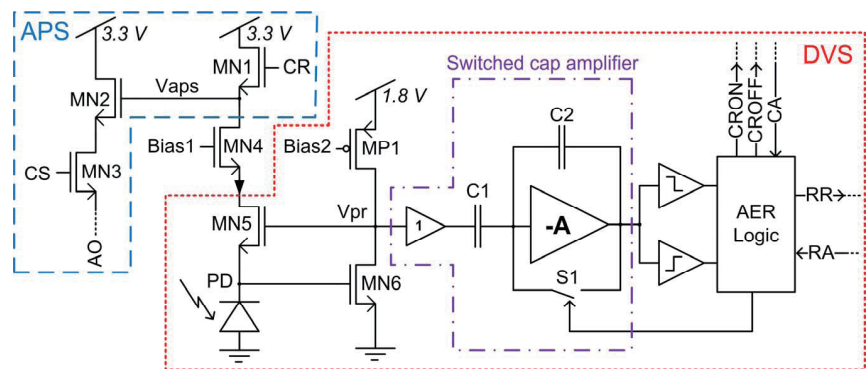 APS
3.3 V
3.3 V
MN1
CR
MN2
Vaps
DVS
Switched cap amplifier
1.8 V
CRON
CROFF
CA
C2
Bias1
MN4
Bias2
MP1
CS
MN3
C1
RR
AER
Logic
MN5
Vpr
1
-A
RA
AO
PD
MN6
S1